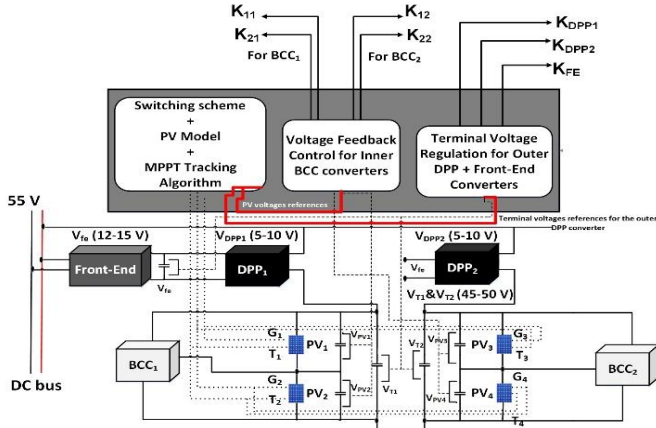 K11
K21
For BCC1
K12
K22
For BCC2
KDPP1
KDPP2
KFE
Switching scheme
+
PV Model
+
MPPT Tracking
Algorithm
Voltage Feedback
Control for Inner
BCC converters
Terminal Voltage
Regulation for Outer
DPP + Front-End
Converters
PV voltages references
Terminal voltages references for the outer
DPP converter
55 V
Vfe (12-15 V)
VDPP1 (5-10 V)
VDPP2 (5-10 V)
Front-End
Vfe
DPP1
Vfe
DPP2
VT1&VT2 (45-50 V)
DC bus
BCC1
G1
T1
PV1
VPV1
G2
T2
PV2
VPV2
VT1
VT2
VPV3
PV3
G3
T3
VPV4
PV4
G4
T4
BCC2